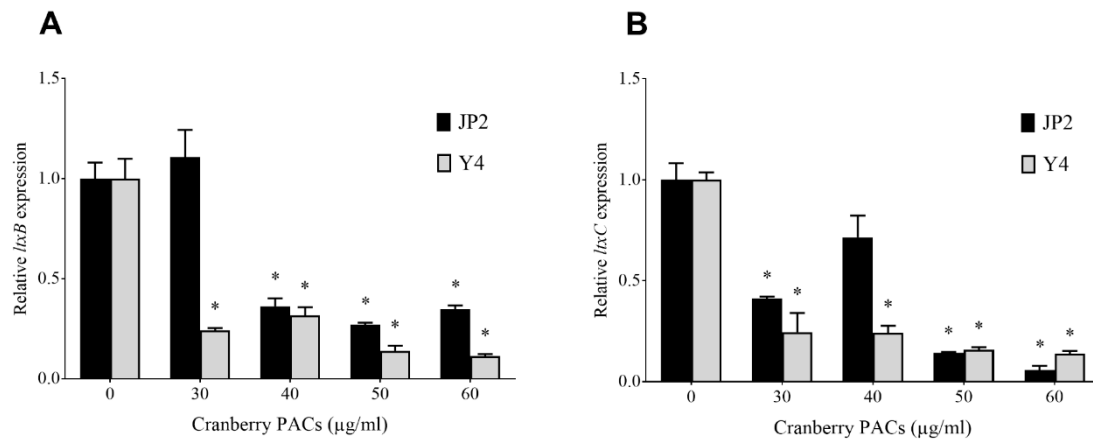 A
1.5
1.0
0.5
0.0
Relative ltxB expression
JP2
Y4
* * * * * * *
0 30 40 50 60
Cranberry PACs (µg/ml)
B
1.5
1.0
0.5
0.0
Relative ltxC expression
JP2
Y4
* * * * * * *
0 30 40 50 60
Cranberry PACs (µg/ml)